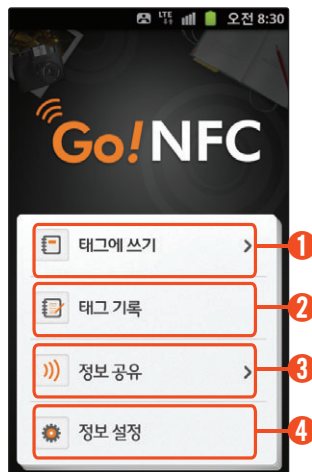 LTE 오전 8:30
Go! NFC
태그에 쓰기 1
태그 기록 2
정보 공유 3
정보 설정 4